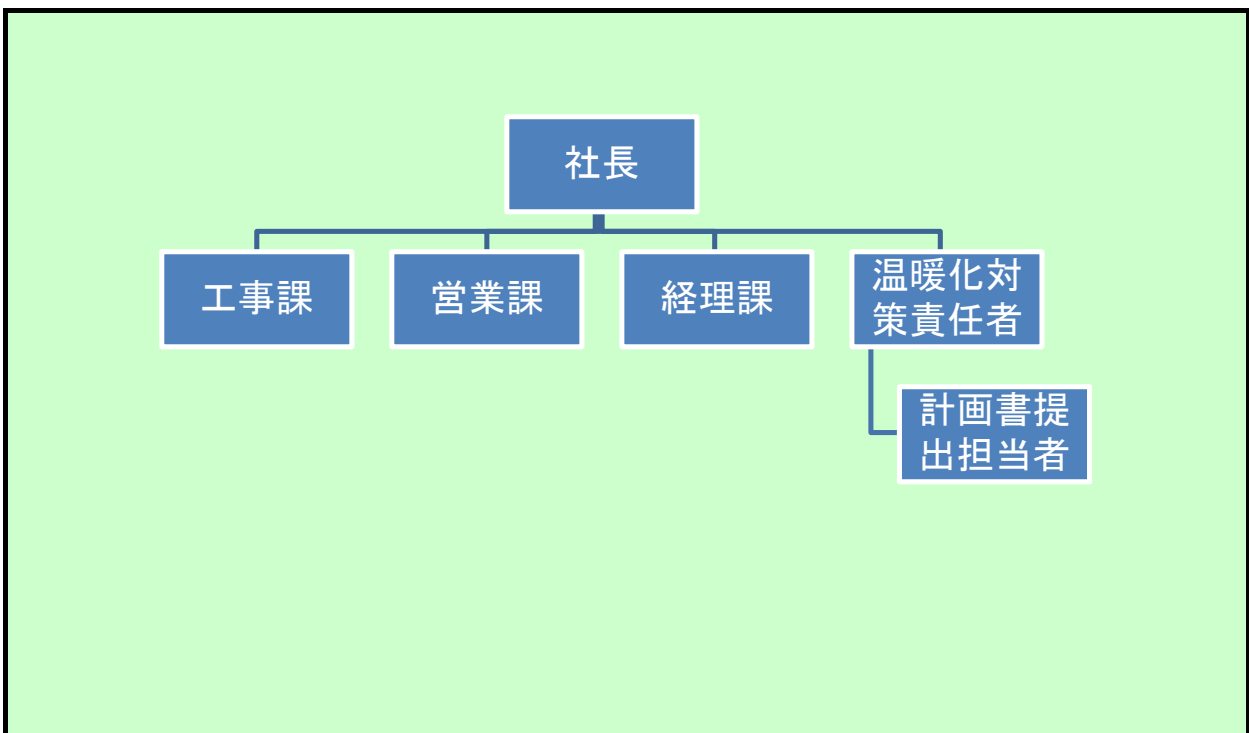 社長
工事課
営業課
経理課
温暖化対
策責任者
計画書提
出担当者